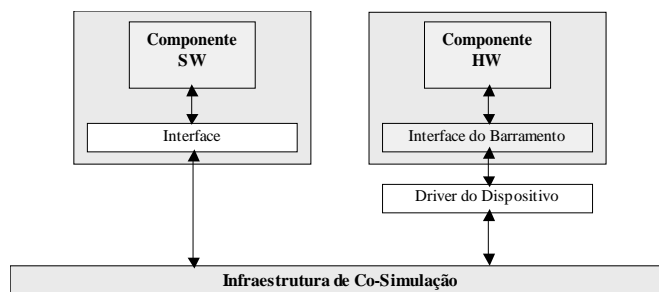 Componente
SW
Interface
Componente
HW
Interface do Barramento
Driver do Dispositivo
Infraestrutura de Co-Simulação